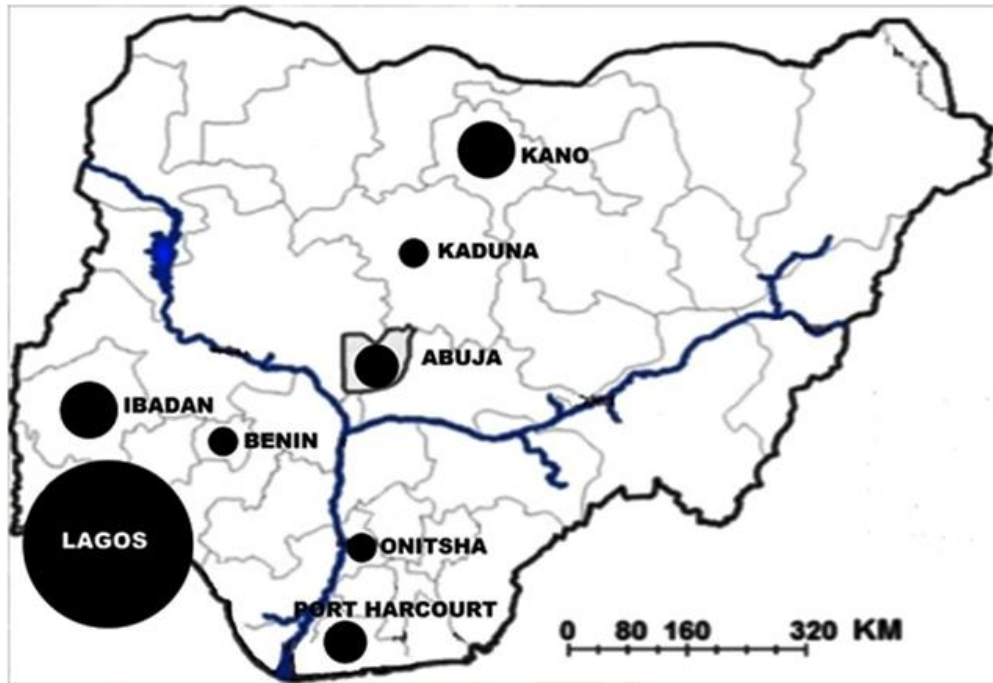 KANO
KADUNA
ABUJA
IBADAN
BENIN
LAGOS
ONITSHA
PORT HARCOURT
0 80 160 320 KM